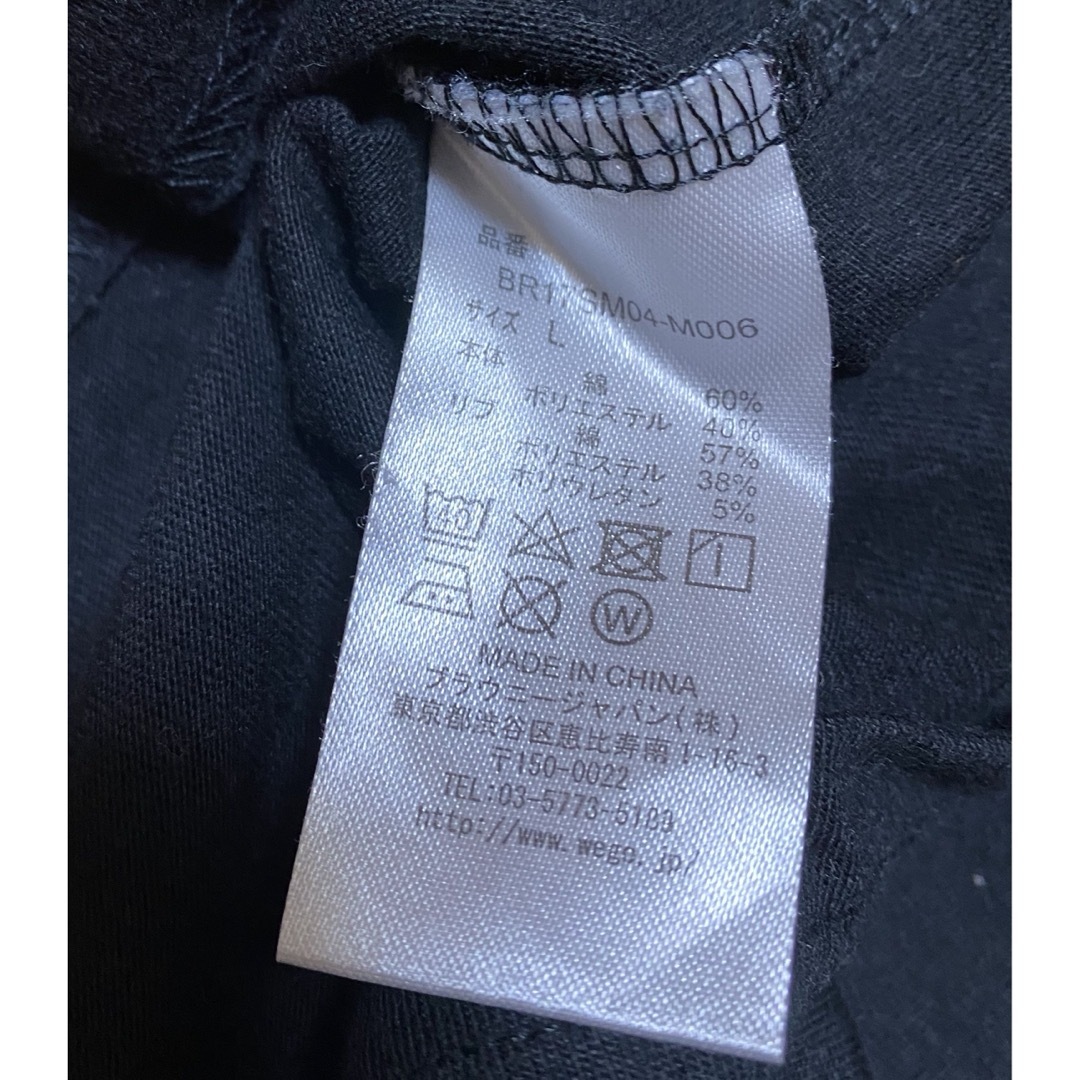 品番
BR17SM04-M006
サイズ L
本体 綿 60%
ポリエステル 40%
リブ 綿 57%
ポリエステル 38%
ポリウレタン 5%
40
W
MADE IN CHINA
ブラウニージャパン(株)
東京都渋谷区恵比寿南1-16-3
〒150-0022
TEL:03-5773-5183
http://www.wego.jp/